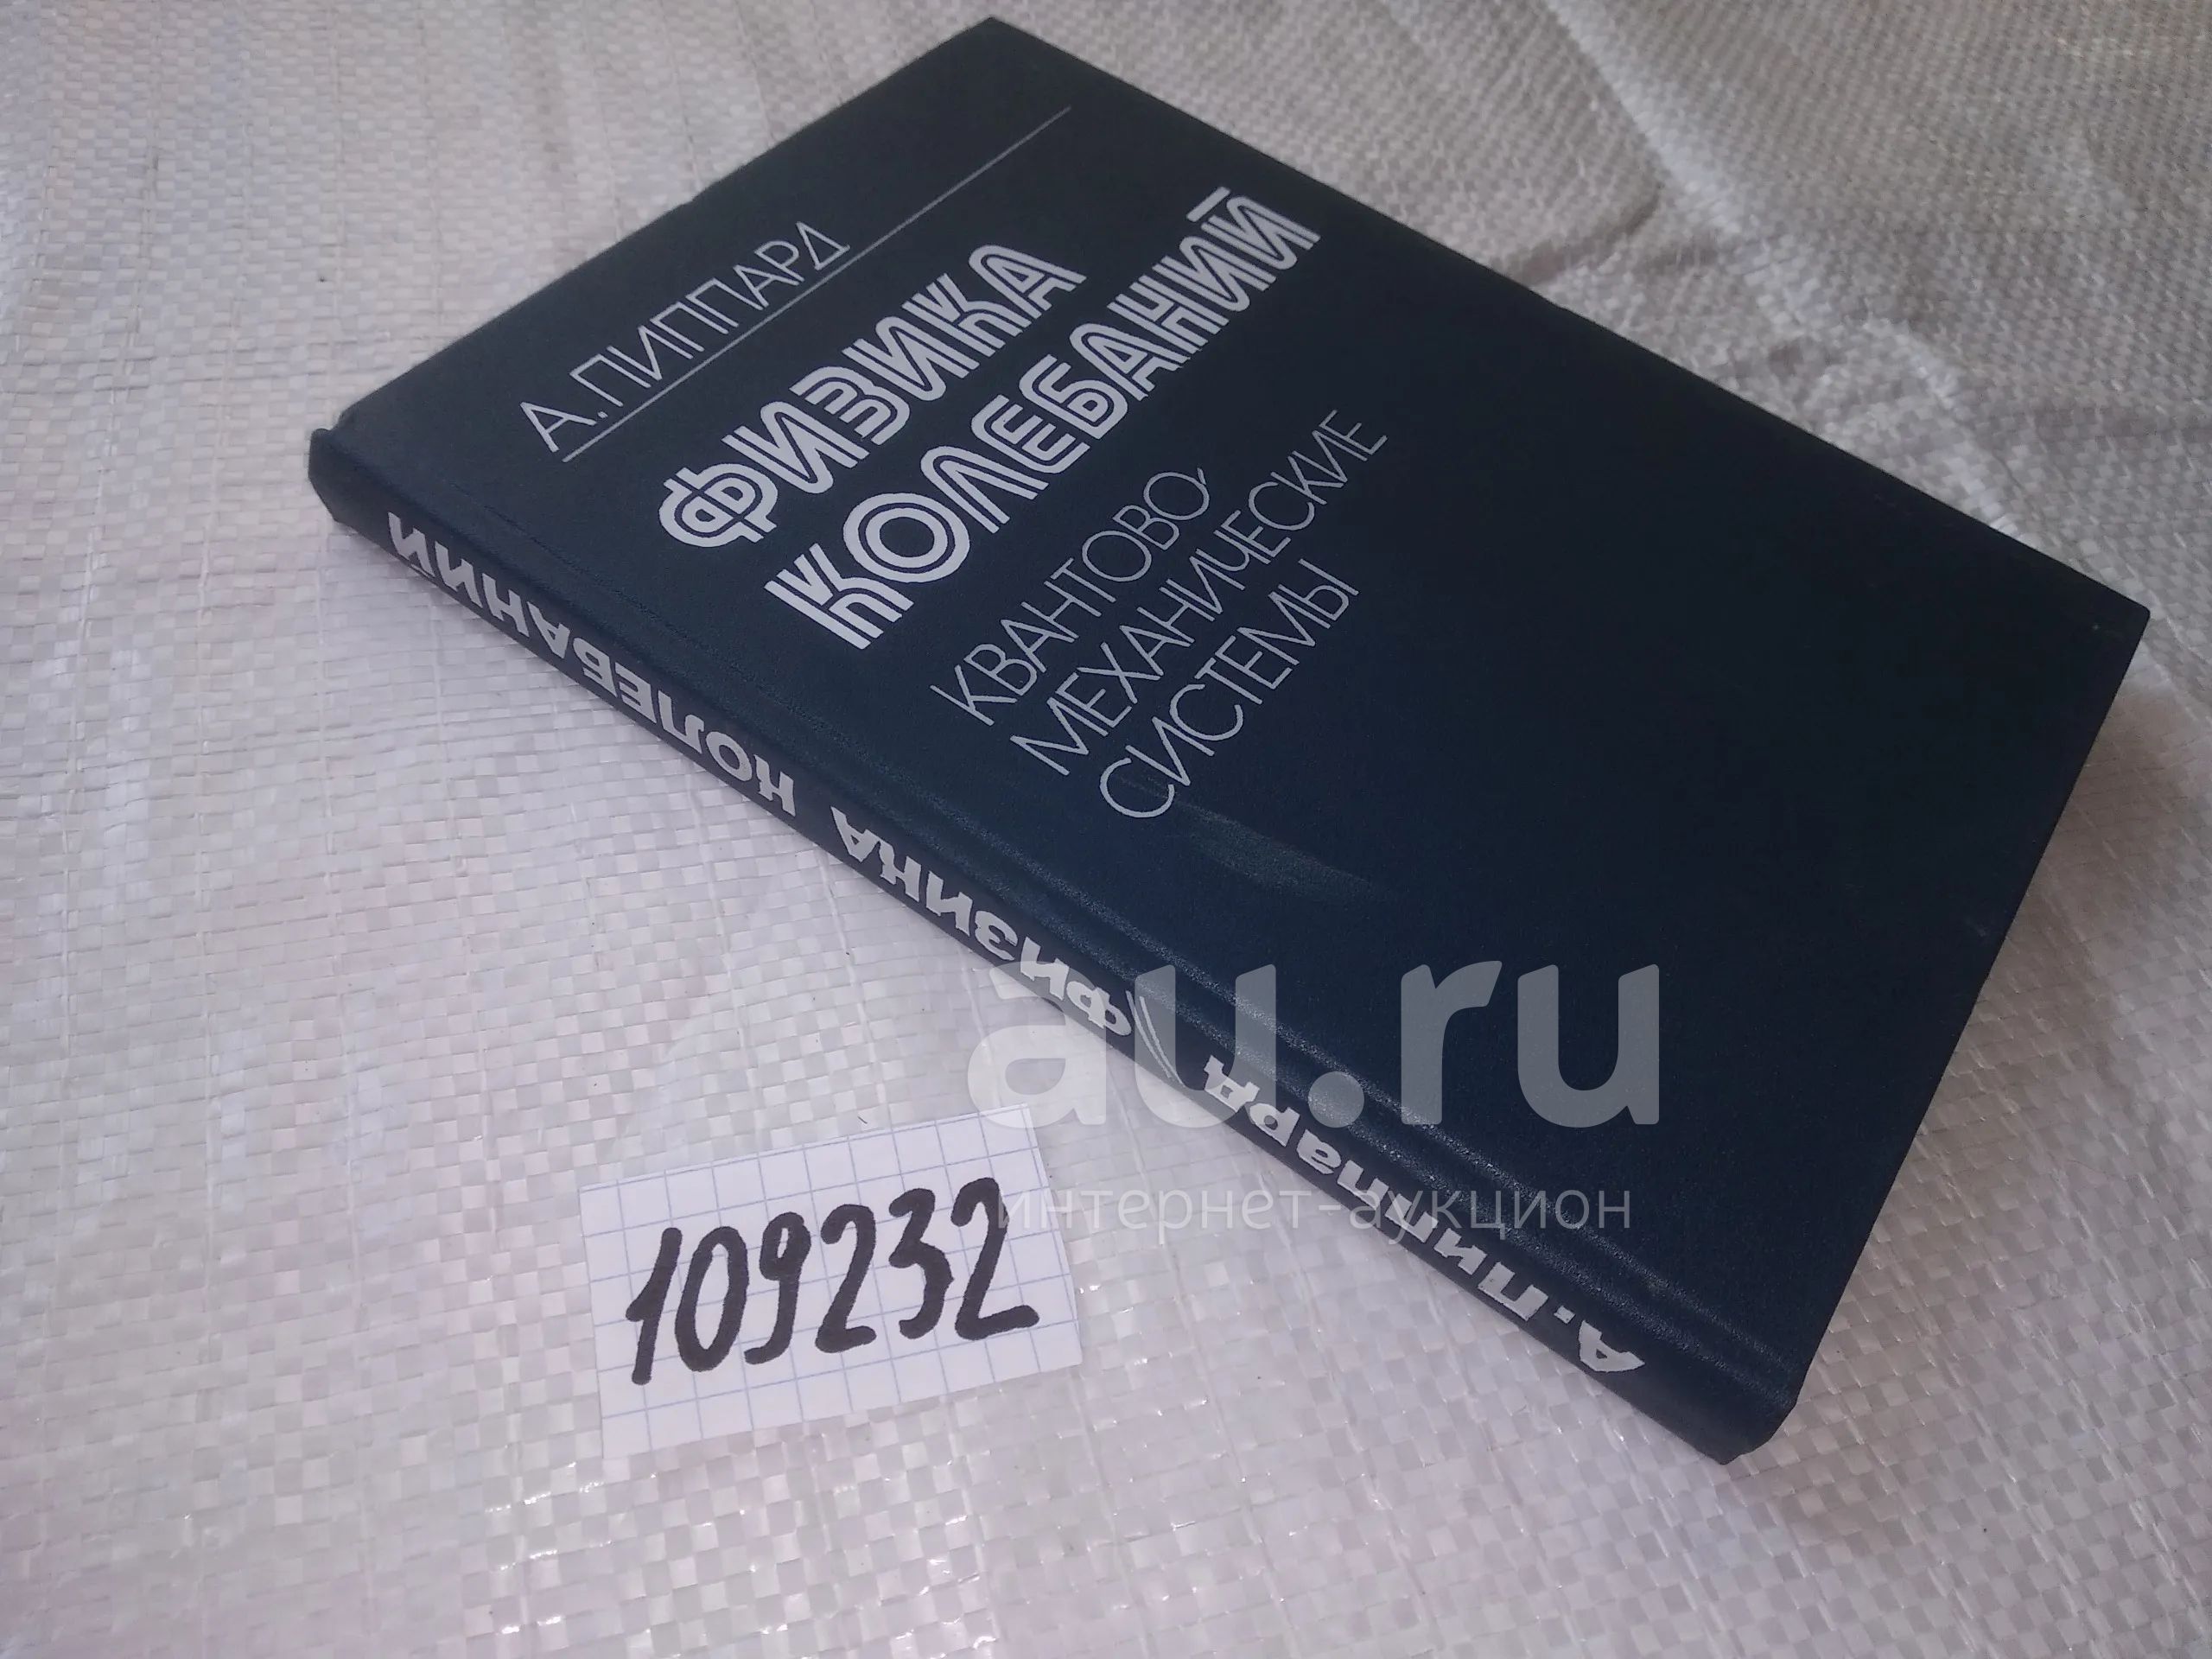 А.ПИППАРД
ФИЗИКА
КОЛЕБАНИЙ
КВАНТОВО-
МЕХАНИЧЕСКИЕ
СИСТЕМЫ
А.Пиппард ФИЗИКА КОЛЕБАНИЙ
au.ru
интернет-аукцион
109232